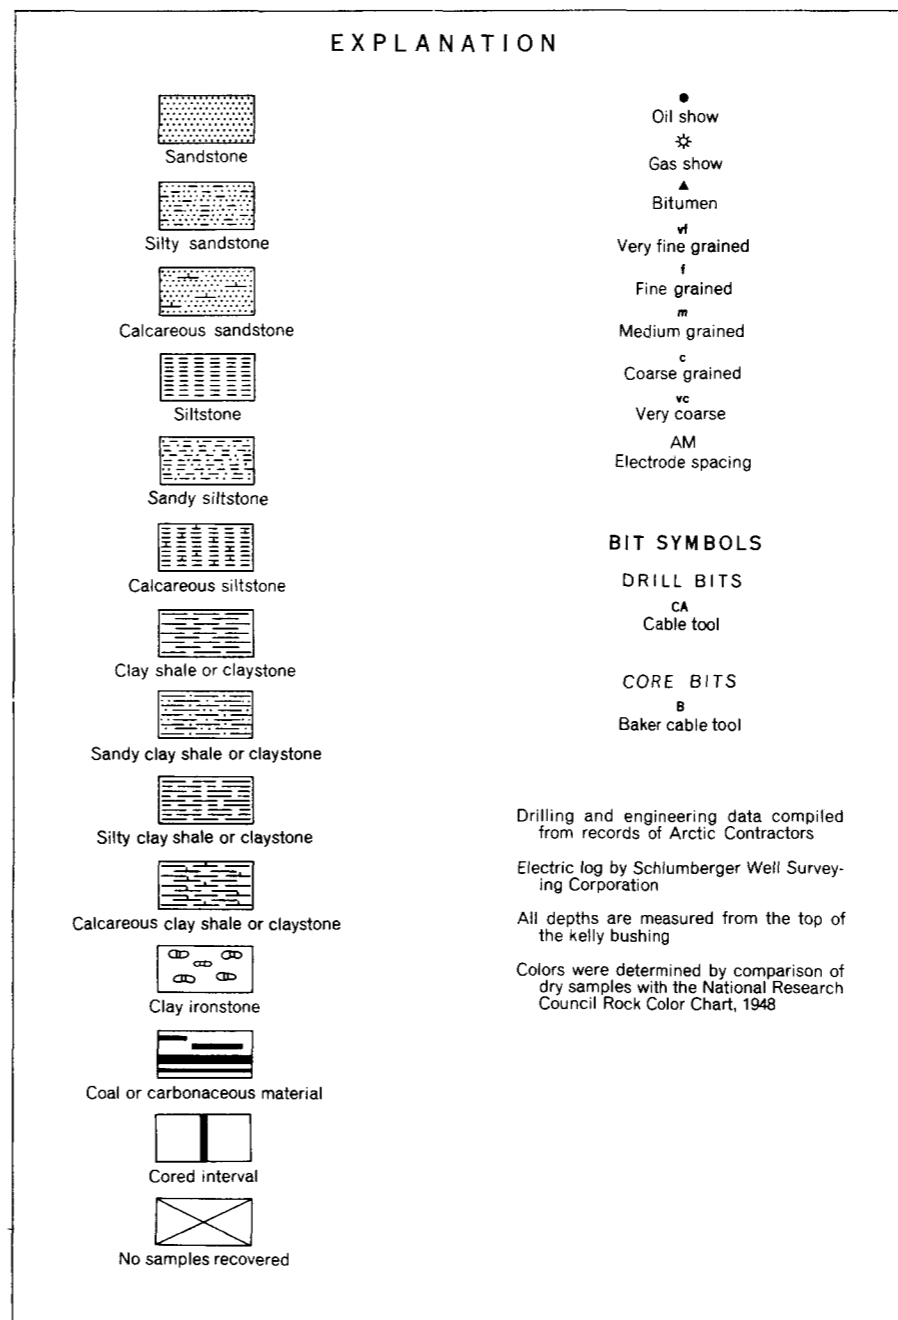 EXPLANATION
Sandstone
Silty sandstone
Calcareous sandstone
Siltstone
Sandy siltstone
Calcareous siltstone
Clay shale or claystone
Sandy clay shale or claystone
Silty clay shale or claystone
Calcareous clay shale or claystone
Clay ironstone
Coal or carbonaceous material
Cored interval
No samples recovered
Oil show
Gas show
Bitumen
vf
Very fine grained
f
Fine grained
m
Medium grained
c
Coarse grained
vc
Very coarse
AM
Electrode spacing
BIT SYMBOLS
DRILL BITS
CA
Cable tool
CORE BITS
B
Baker cable tool
Drilling and engineering data compiled
from records of Arctic Contractors
Electric log by Schlumberger Well Survey-
ing Corporation
All depths are measured from the top of
the kelly bushing
Colors were determined by comparison of
dry samples with the National Research
Council Rock Color Chart, 1948